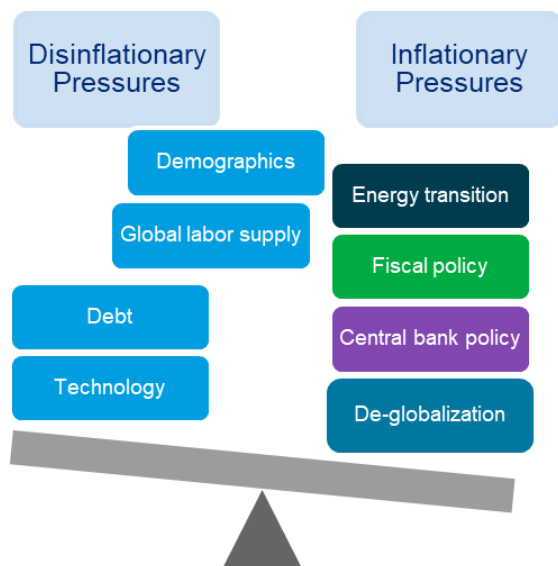 Disinflationary
Pressures
Inflationary
Pressures
Demographics
Energy transition
Global labor supply
Fiscal policy
Debt
Central bank policy
Technology
De-globalization